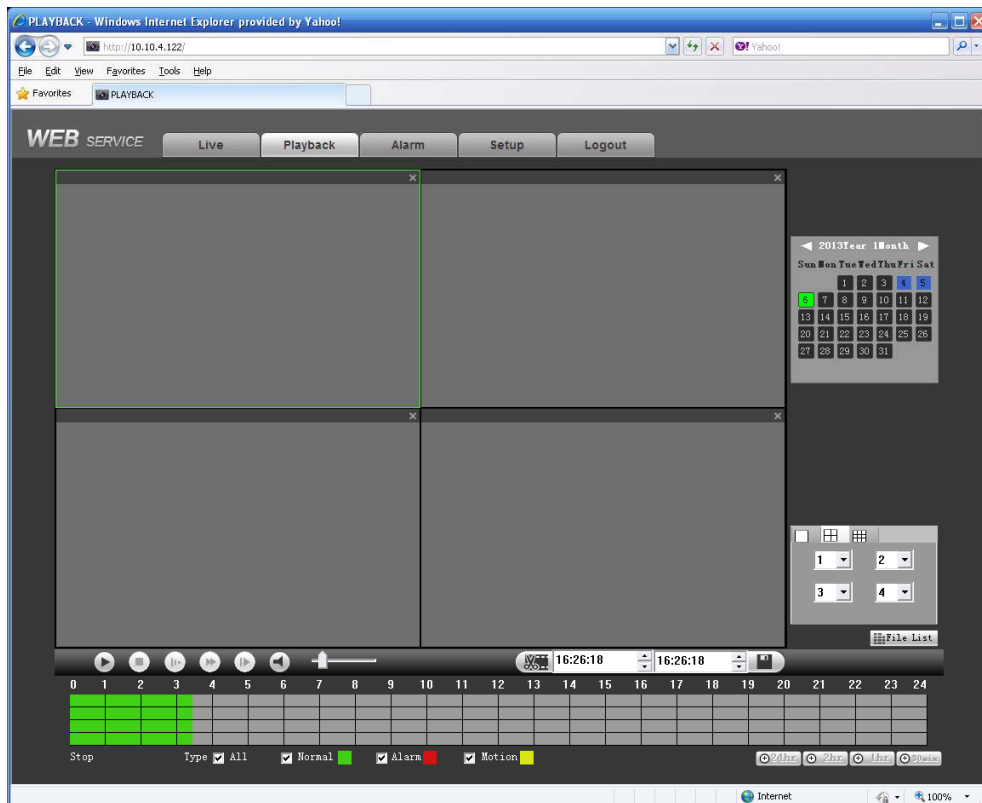 PLAYBACK - Windows Internet Explorer provided by Yahoo!
http://10.10.4.122/
Yahoo!
File Edit View Favorites Tools Help
Favorites PLAYBACK
WEB SERVICE Live Playback Alarm Setup Logout
2013Year 1Month
Sun Mon Tue Wed Thu Fri Sat
1 2 3 4 5
6 7 8 9 10 11 12
13 14 15 16 17 18 19
20 21 22 23 24 25 26
27 28 29 30 31
1 2
3 4
File List
16:26:18 16:26:18
0 1 2 3 4 5 6 7 8 9 10 11 12 13 14 15 16 17 18 19 20 21 22 23 24
Stop Type All Normal Alarm Motion 24hr 2hr 1hr 30min
Internet 100%